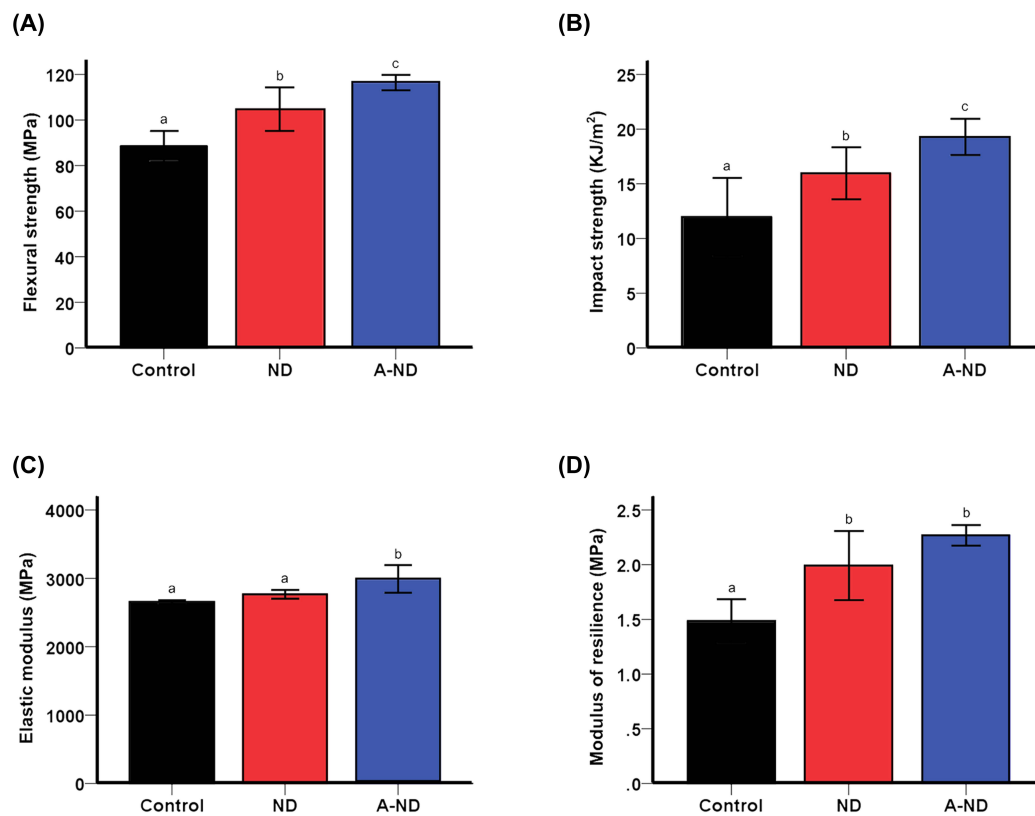 (A)
Flexural strength (MPa)
120
100
80
60
40
20
0
a
b
c
Control ND A-ND
(B)
Impact strength (KJ/m²)
25
20
15
10
5
0
a
b
c
Control ND A-ND
(C)
Elastic modulus (MPa)
4000
3000
2000
1000
0
a
a
b
Control ND A-ND
(D)
Modulus of resilience (MPa)
2.5
2.0
1.5
1.0
.5
.0
a
b
b
Control ND A-ND